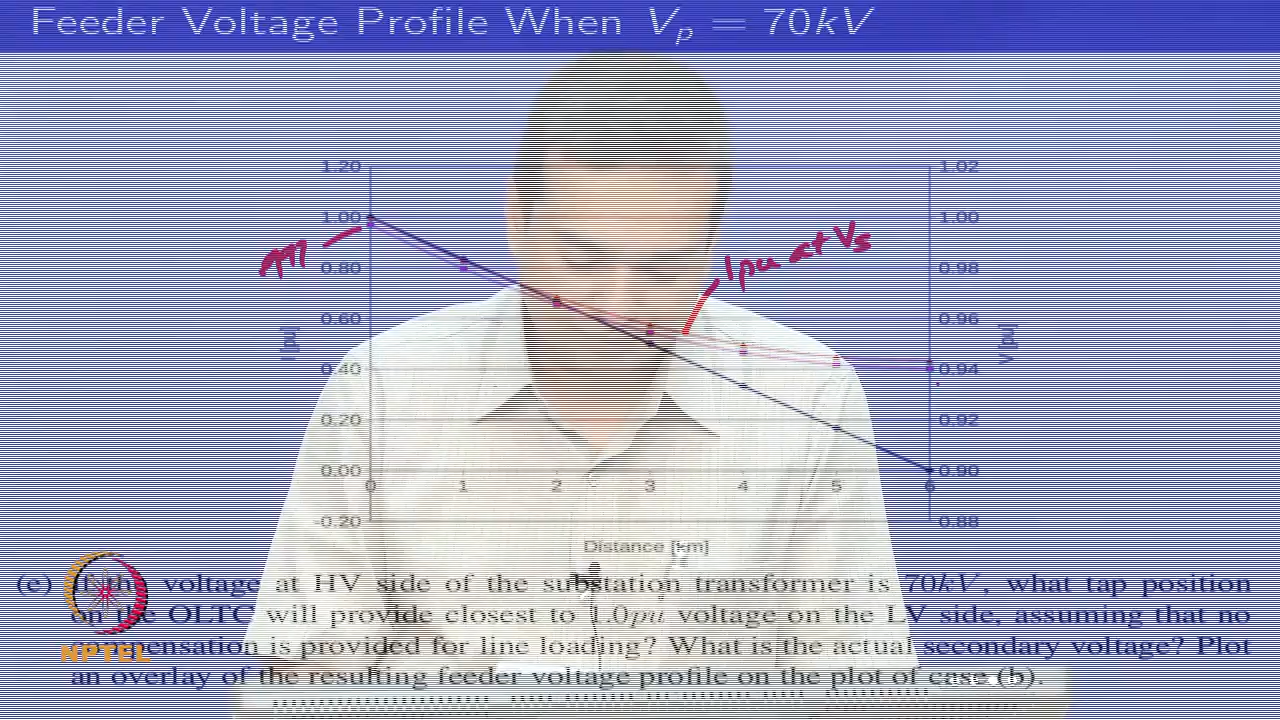 Feeder Voltage Profile When V_p = 70kV
1.20 1.02
1.00 1.00
0.80 0.98
1pu at Vs
0.60 0.96
I [pu] V [pu]
0.40 0.94
0.20 0.92
0.00 0.90
0 1 2 3 4 5 6
-0.20 0.88
Distance [km]
(e) voltage at HV side of the substation transformer is 70kV, what tap position
on the OLTC will provide closest to 1.0pu voltage on the LV side, assuming that no
compensation is provided for line loading? What is the actual secondary voltage? Plot
an overlay of the resulting feeder voltage profile on the plot of case (b).
NPTEL